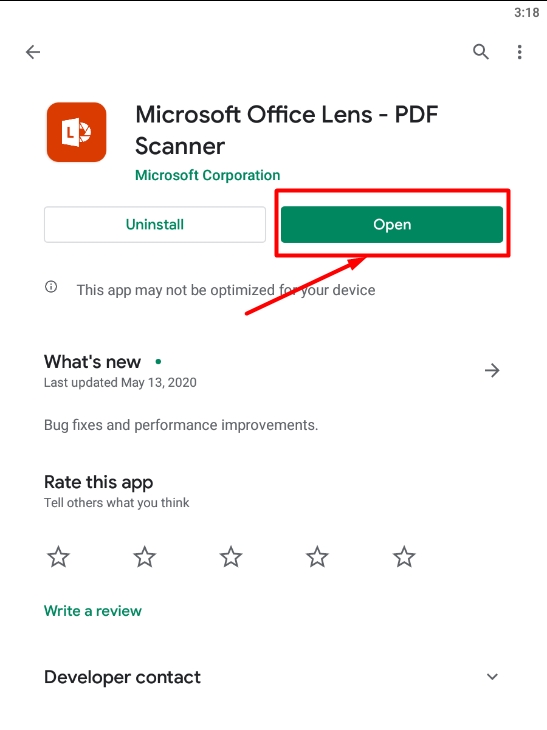 3:18
Microsoft Office Lens - PDF
Scanner
Microsoft Corporation
Uninstall
Open
This app may not be optimized for your device
What's new
Last updated May 13, 2020
Bug fixes and performance improvements.
Rate this app
Tell others what you think
Write a review
Developer contact